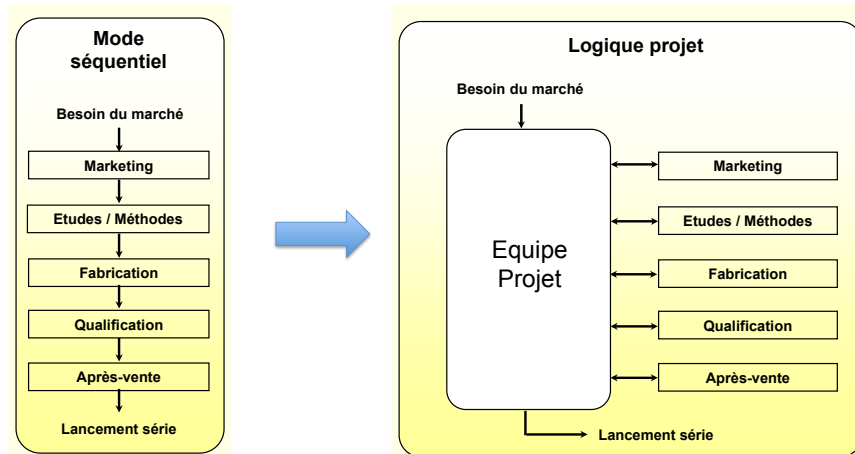 Mode
séquentiel
Besoin du marché
Marketing
Etudes / Méthodes
Fabrication
Qualification
Après-vente
Lancement série
Logique projet
Besoin du marché
Equipe
Projet
Marketing
Etudes / Méthodes
Fabrication
Qualification
Après-vente
Lancement série